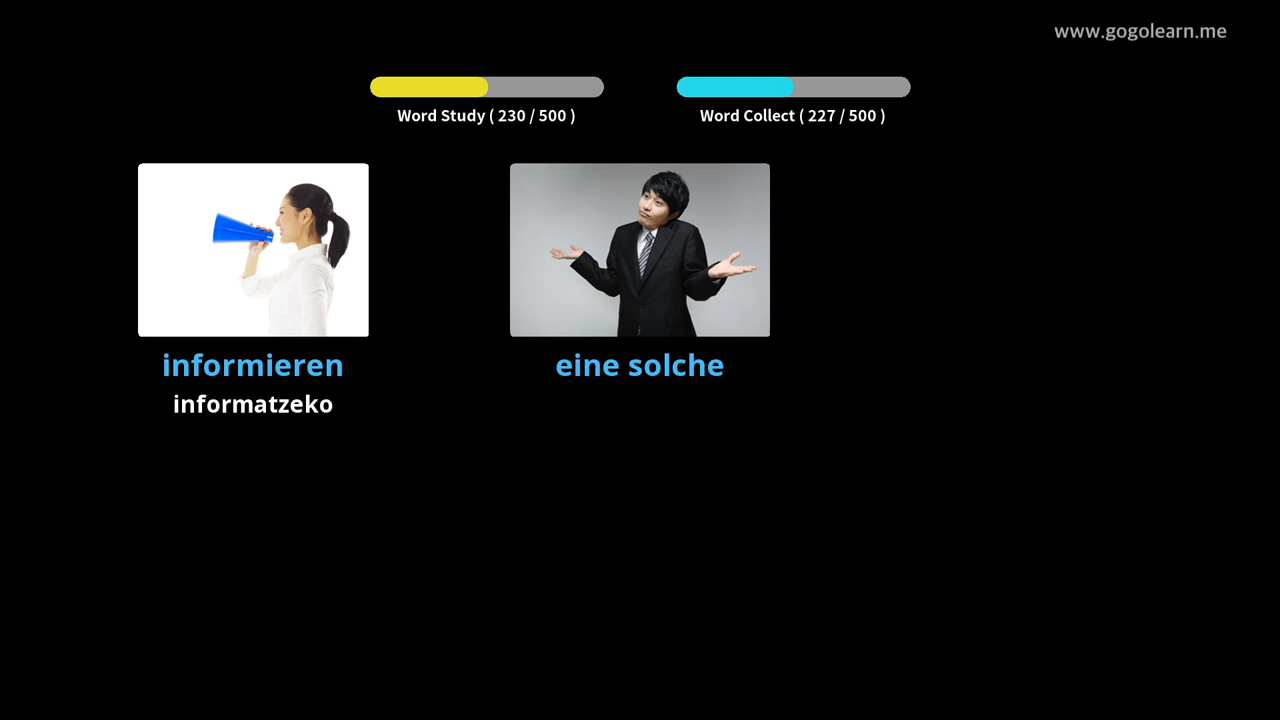 www.gogolearn.me
Word Study ( 230 / 500 )
Word Collect ( 227 / 500 )
informieren
informatzeko
eine solche